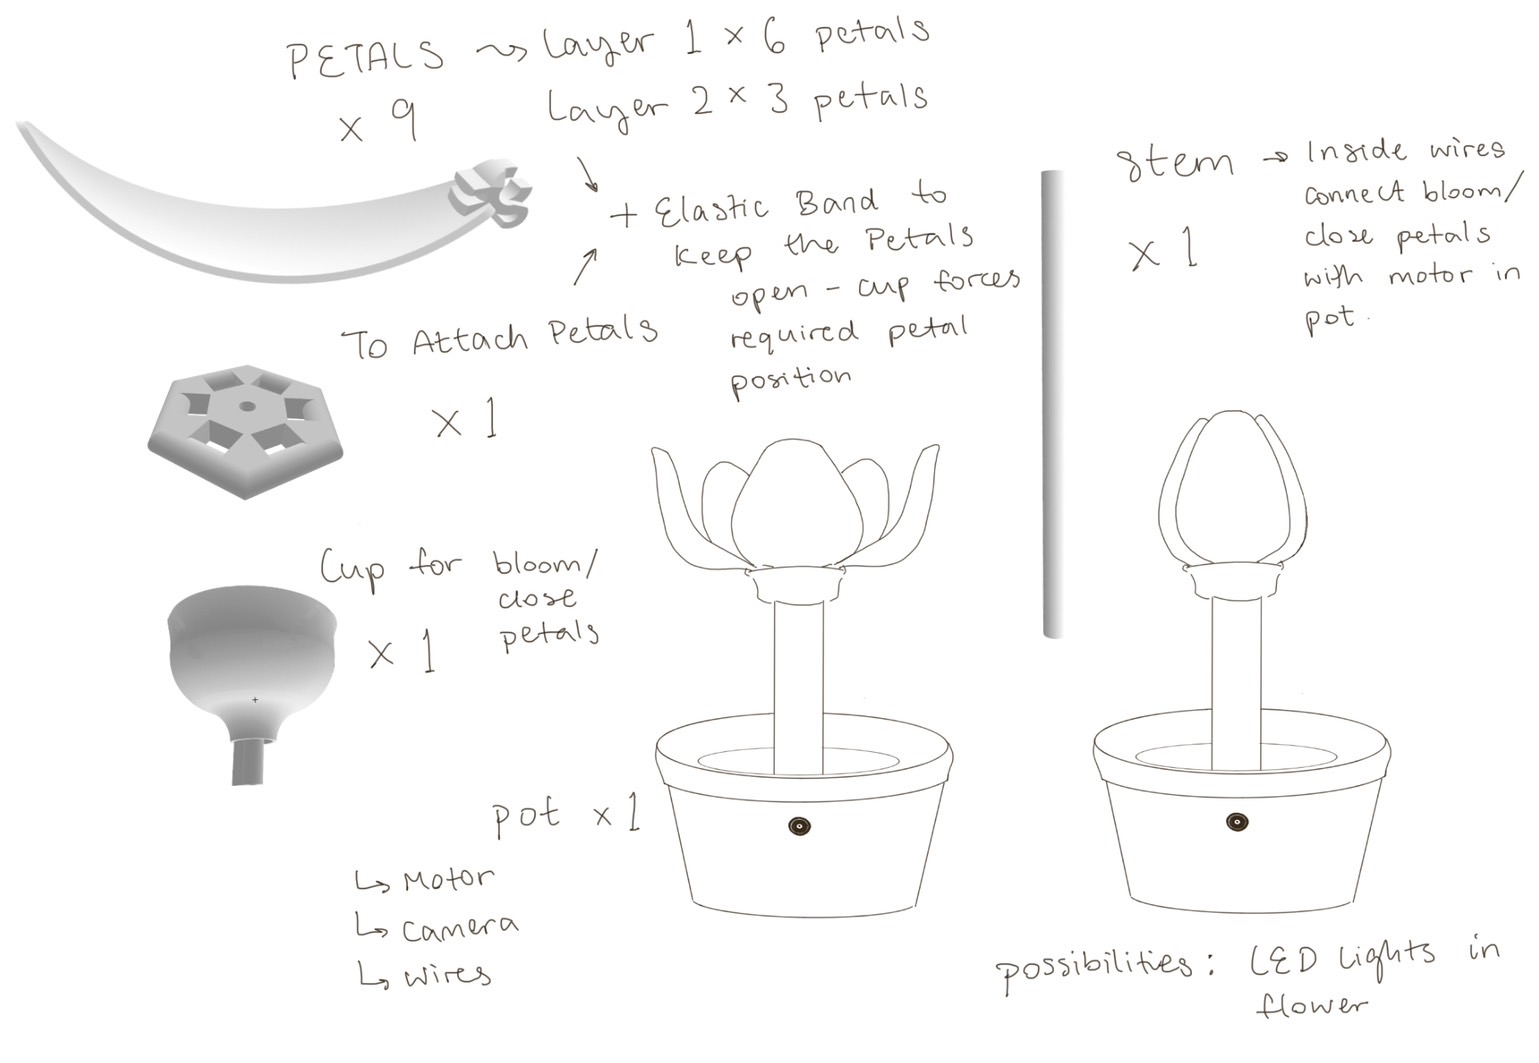 PETALS ~> Layer 1 x 6 petals
x 9 Layer 2 x 3 petals
+ Elastic Band to
keep the Petals
open - cup forces
required petal
position
To Attach Petals
x 1
Cup for bloom/
close
petals
x 1
stem → Inside wires
connect bloom/
close petals
with motor in
pot.
x 1
pot x 1
↳ Motor
↳ Camera
↳ wires
possibilities: LED lights in
flower